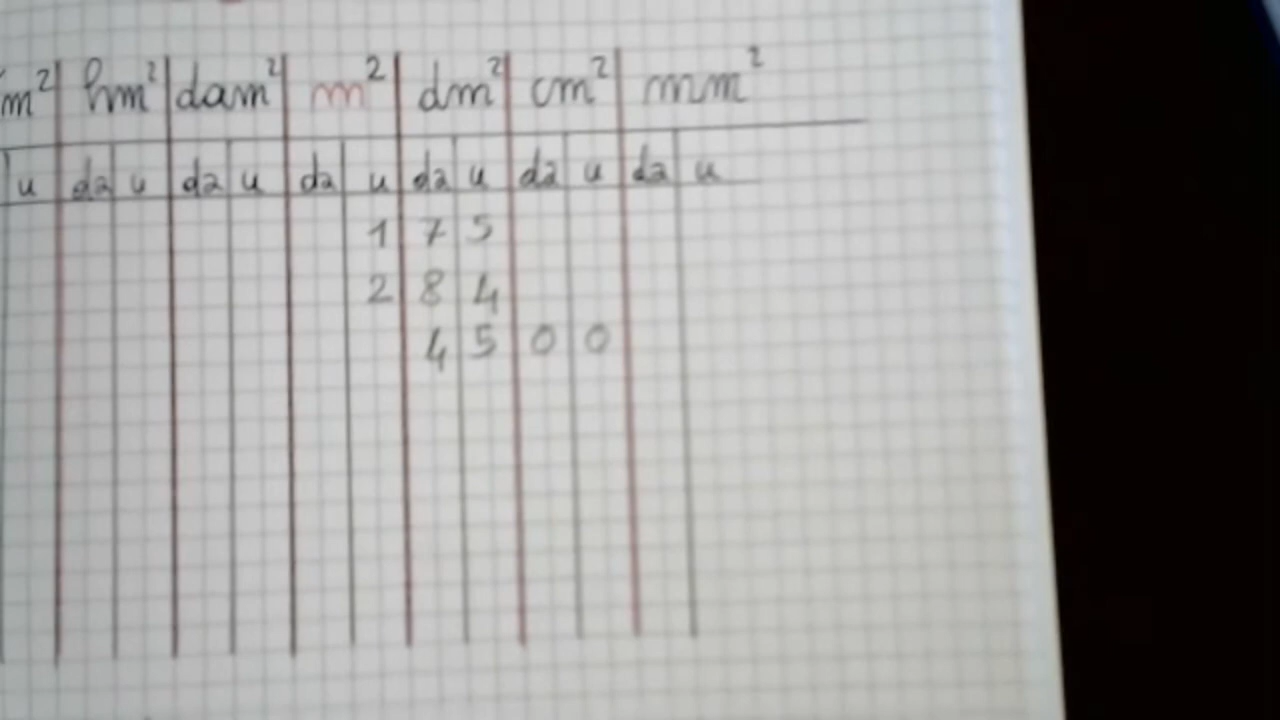 m² hm² dam² m² dm² cm² mm²
u da u da u da u da u da u da u
1 7 5
2 8 4
4 5 0 0